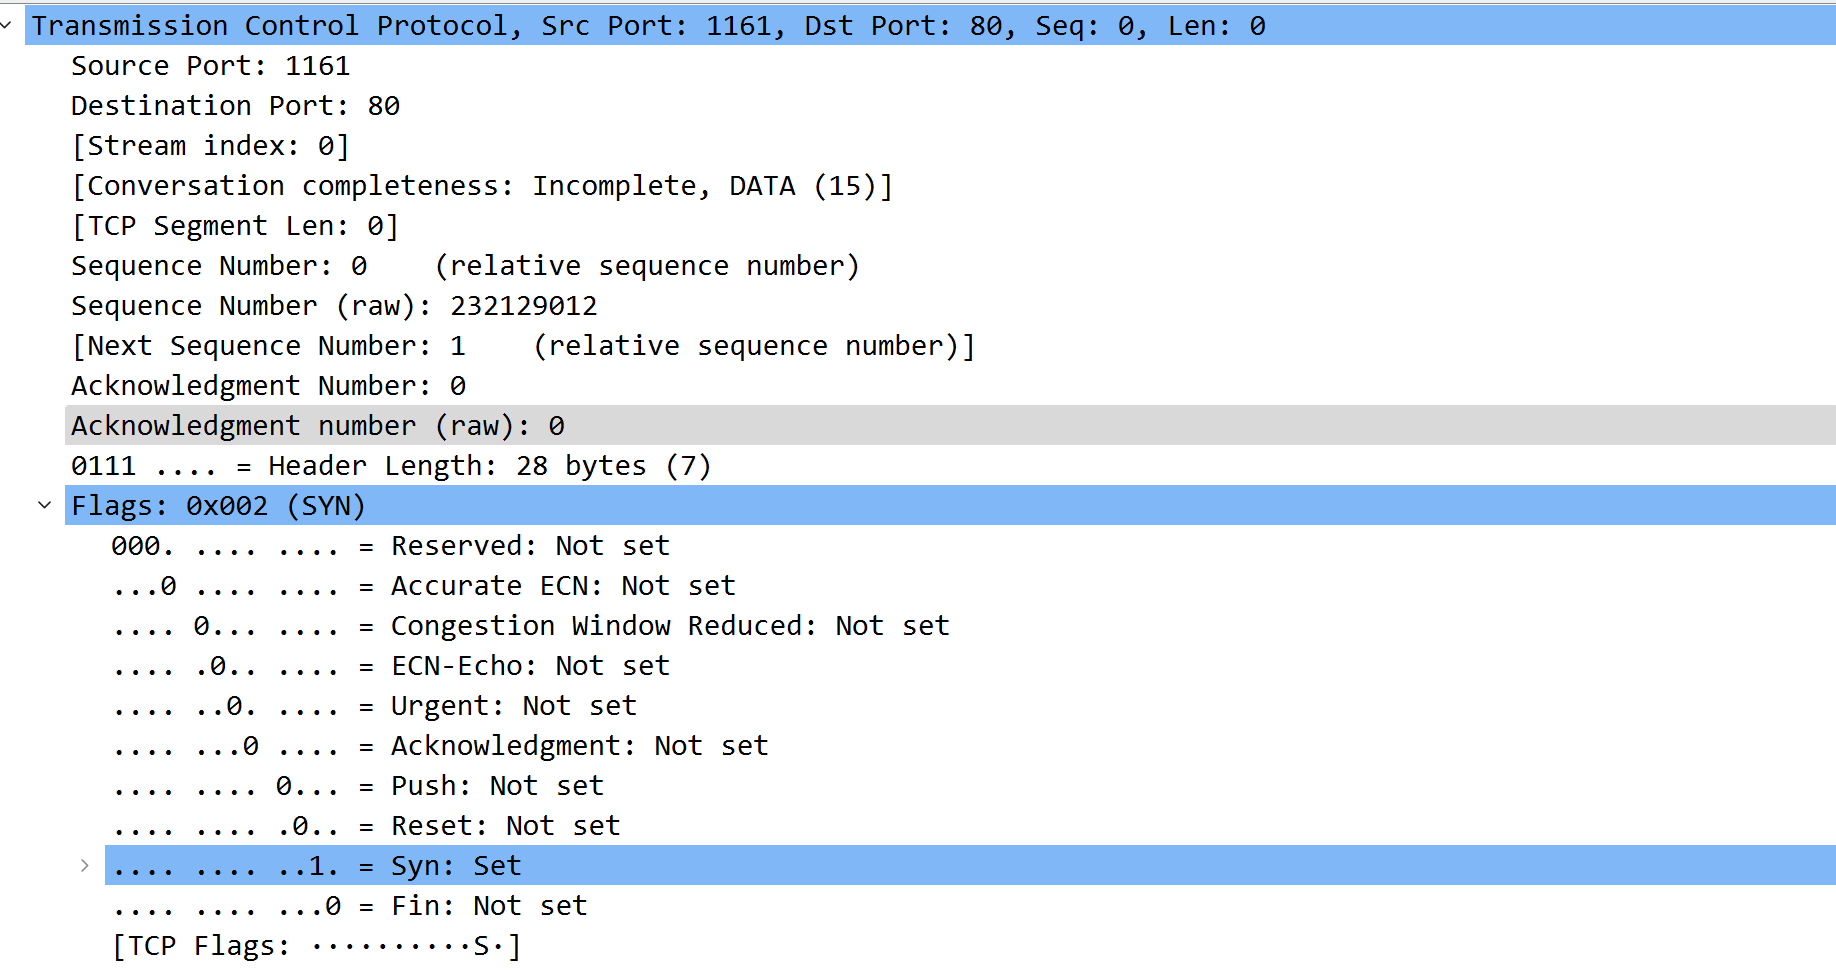 Transmission Control Protocol, Src Port: 1161, Dst Port: 80, Seq: 0, Len: 0
Source Port: 1161
Destination Port: 80
[Stream index: 0]
[Conversation completeness: Incomplete, DATA (15)]
[TCP Segment Len: 0]
Sequence Number: 0    (relative sequence number)
Sequence Number (raw): 232129012
[Next Sequence Number: 1    (relative sequence number)]
Acknowledgment Number: 0
Acknowledgment number (raw): 0
0111 .... = Header Length: 28 bytes (7)
Flags: 0x002 (SYN)
000. .... .... = Reserved: Not set
...0 .... .... = Accurate ECN: Not set
.... 0... .... = Congestion Window Reduced: Not set
.... .0.. .... = ECN-Echo: Not set
.... ..0. .... = Urgent: Not set
.... ...0 .... = Acknowledgment: Not set
.... .... 0... = Push: Not set
.... .... .0.. = Reset: Not set
.... .... ..1. = Syn: Set
.... .... ...0 = Fin: Not set
[TCP Flags: ··········S·]